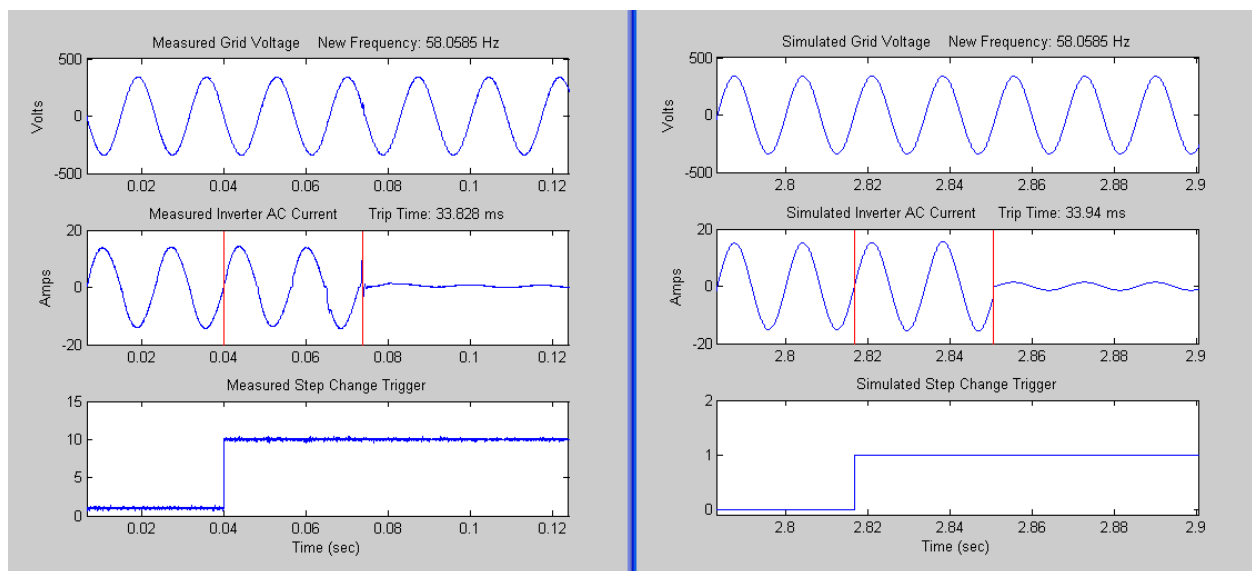 Measured Grid Voltage New Frequency: 58.0585 Hz
500
0
-500
Volts
0.02 0.04 0.06 0.08 0.1 0.12
Measured Inverter AC Current Trip Time: 33.828 ms
20
0
-20
Amps
0.02 0.04 0.06 0.08 0.1 0.12
Measured Step Change Trigger
15
10
5
0
0.02 0.04 0.06 0.08 0.1 0.12
Time (sec)
Simulated Grid Voltage New Frequency: 58.0585 Hz
500
0
-500
Volts
2.8 2.82 2.84 2.86 2.88 2.9
Simulated Inverter AC Current Trip Time: 33.94 ms
20
0
-20
Amps
2.8 2.82 2.84 2.86 2.88 2.9
Simulated Step Change Trigger
2
1
0
2.8 2.82 2.84 2.86 2.88 2.9
Time (sec)